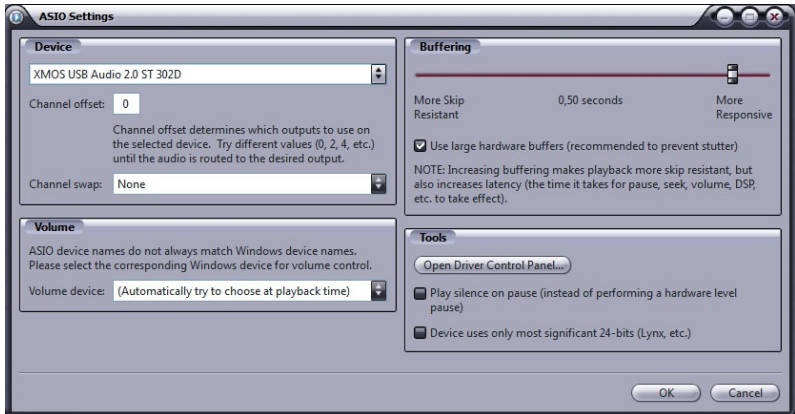 ASIO Settings
Device
XMOS USB Audio 2.0 ST 302D
Channel offset: 0
Channel offset determines which outputs to use on
the selected device. Try different values (0, 2, 4, etc.)
until the audio is routed to the desired output.
Channel swap: None
Volume
ASIO device names do not always match Windows device names.
Please select the corresponding Windows device for volume control.
Volume device: (Automatically try to choose at playback time)
Buffering
More Skip
Resistant
0,50 seconds
More
Responsive
Use large hardware buffers (recommended to prevent stutter)
NOTE: Increasing buffering makes playback more skip resistant, but
also increases latency (the time it takes for pause, seek, volume, DSP,
etc. to take effect).
Tools
Open Driver Control Panel...
Play silence on pause (instead of performing a hardware level
pause)
Device uses only most significant 24-bits (Lynx, etc.)
OK
Cancel